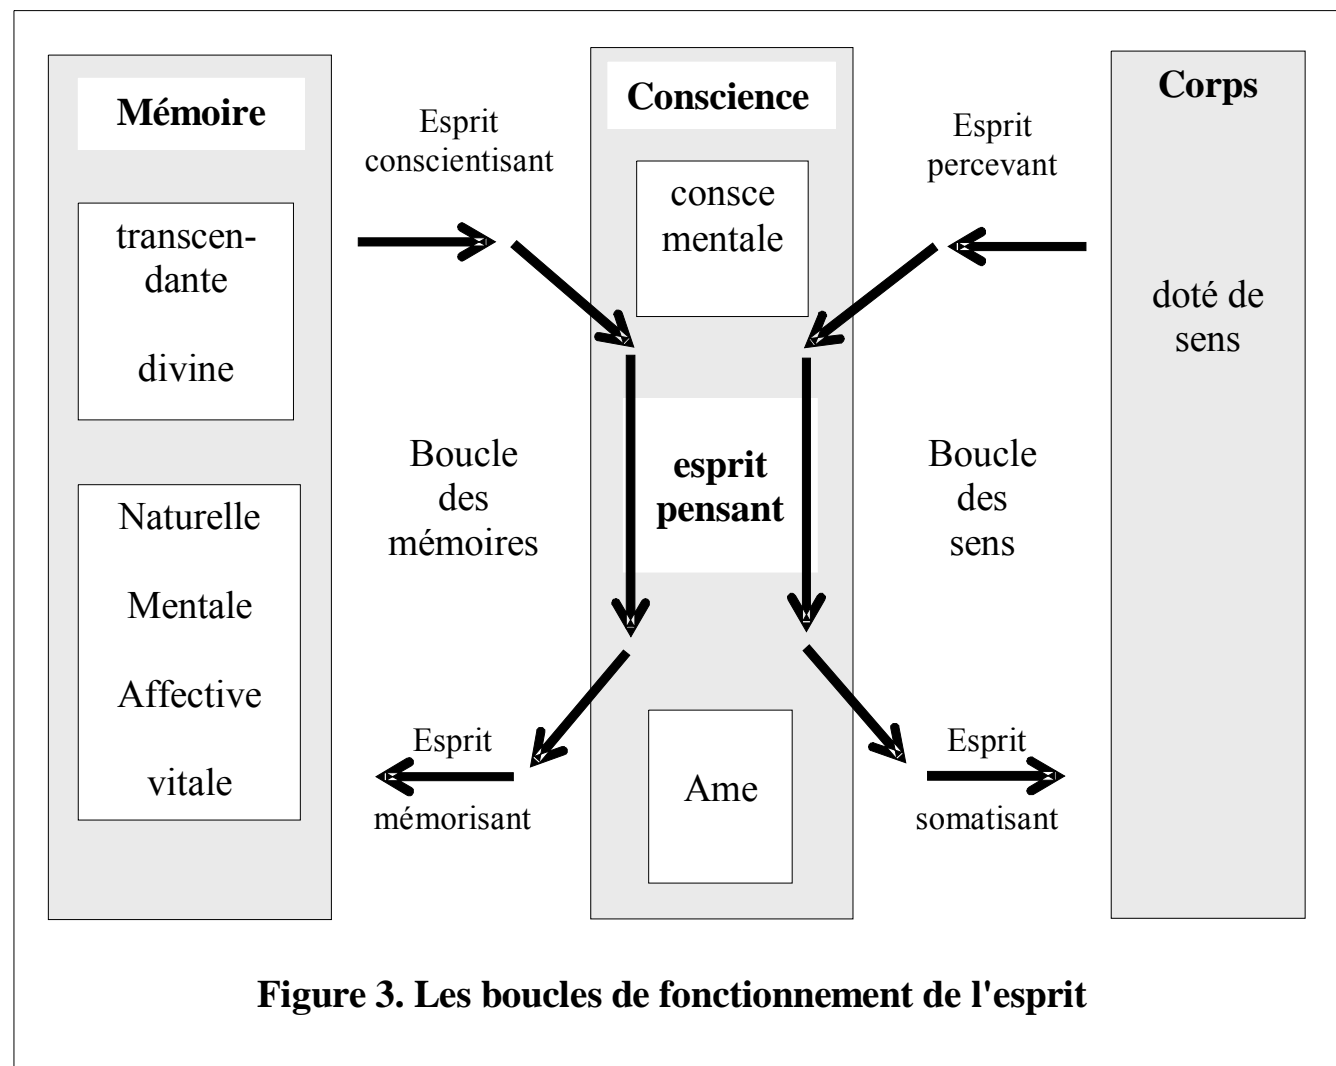 Mémoire
transcen-
dante
divine
Naturelle
Mentale
Affective
vitale
Esprit
conscientisant
Boucle
des
mémoires
Esprit
mémorisant
Conscience
consce
mentale
esprit
pensant
Ame
Esprit
percevant
Boucle
des
sens
Esprit
somatisant
Corps
doté de
sens
Figure 3. Les boucles de fonctionnement de l'esprit